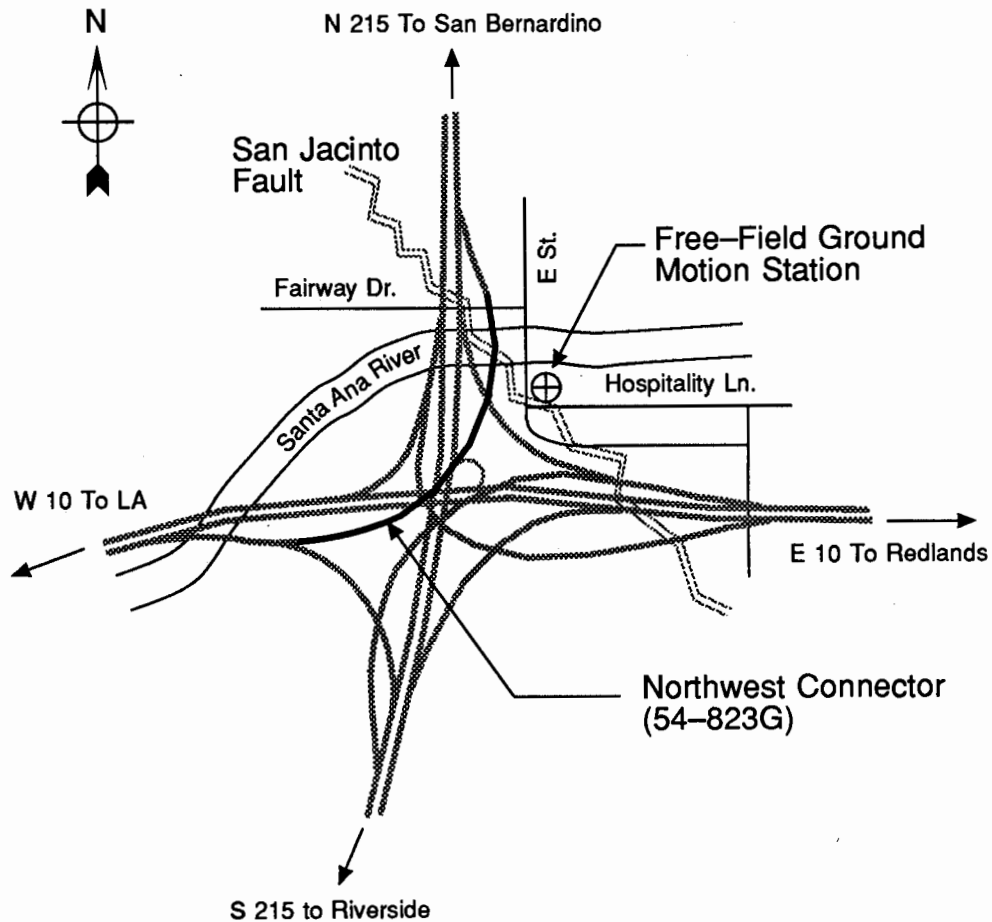 N
N 215 To San Bernardino
San Jacinto
Fault
E St.
Free–Field Ground
Motion Station
Fairway Dr.
Santa Ana River
Hospitality Ln.
W 10 To LA
E 10 To Redlands
Northwest Connector
(54–823G)
S 215 to Riverside